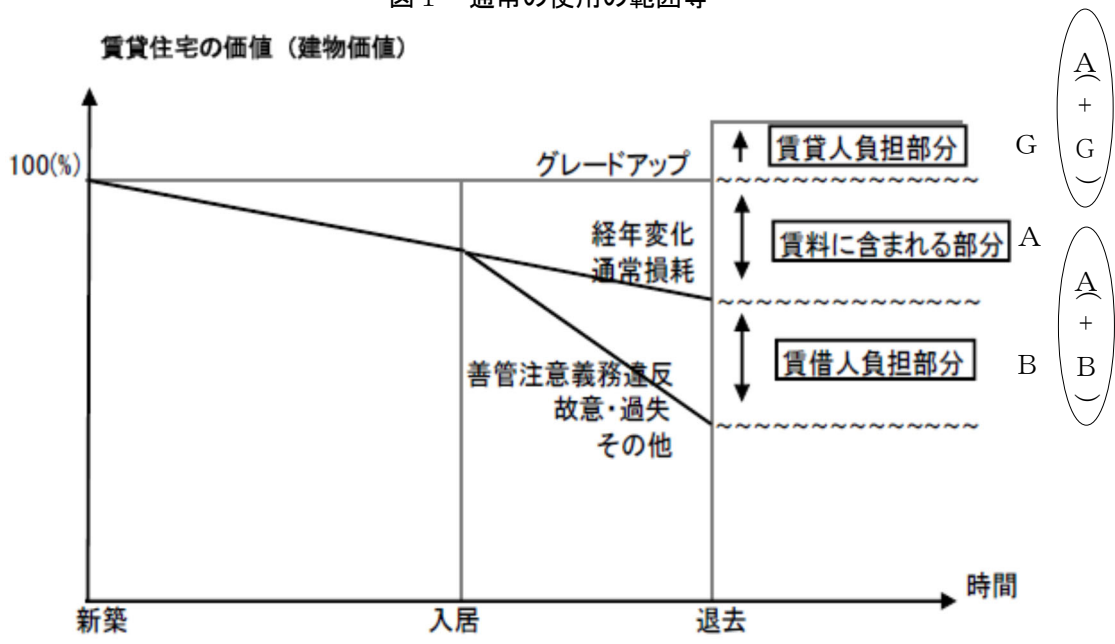 図1 通常の使用の範囲等
賃貸住宅の価値（建物価値）
100(%)
グレードアップ
賃貸人負担部分
G
A（+G）
経年変化
通常損耗
賃料に含まれる部分
A
善管注意義務違反
故意・過失
その他
賃借人負担部分
B
A（+B）
時間
新築
入居
退去